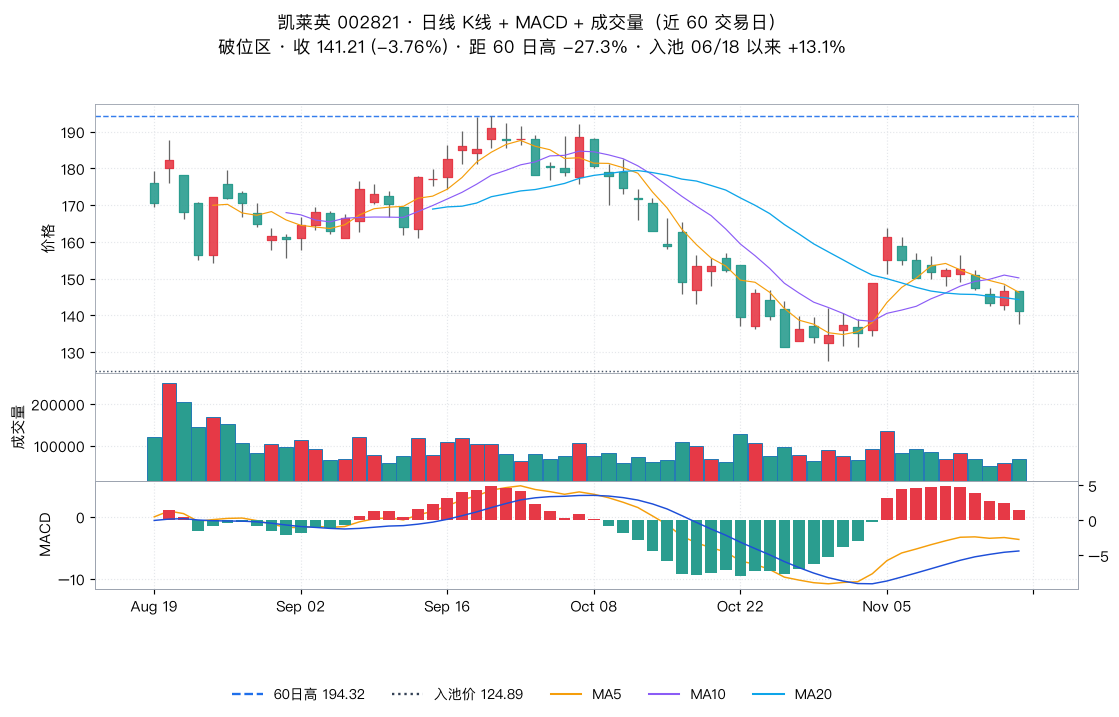 凯莱英 002821 · 日线 K线 + MACD + 成交量（近 60 交易日）
破位区 · 收 141.21 (−3.76%) · 距 60 日高 −27.3% · 入池 06/18 以来 +13.1%
价格
190
180
170
160
150
140
130
成交量
200000
100000
MACD
0
−10
5
0
−5
Aug 19
Sep 02
Sep 16
Oct 08
Oct 22
Nov 05
60日高 194.32
入池价 124.89
MA5
MA10
MA20